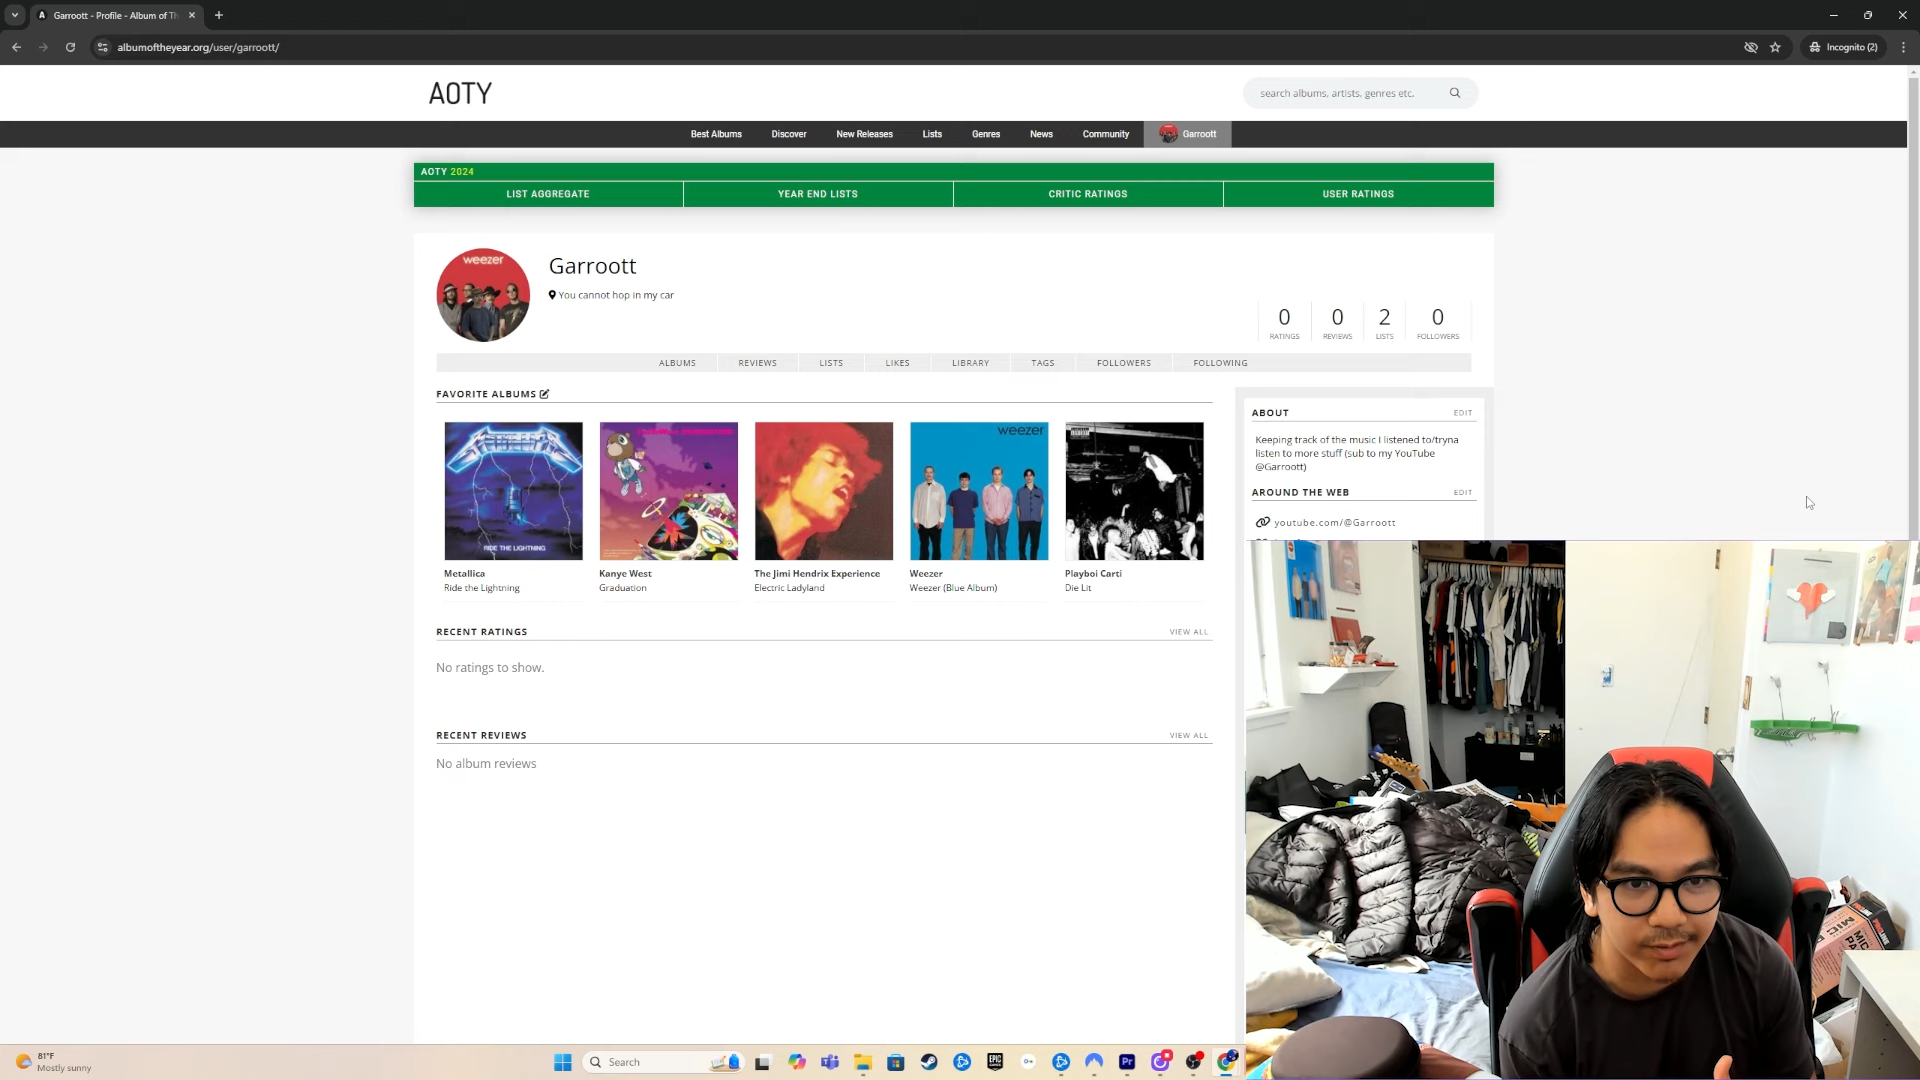 Garroott - Profile - Album of Th
albumoftheyear.org/user/garroott/
Incognito (2)
AOTY
search albums, artists, genres etc.
Best Albums
Discover
New Releases
Lists
Genres
News
Community
Garroott
AOTY 2024
LIST AGGREGATE
YEAR END LISTS
CRITIC RATINGS
USER RATINGS
weezer
Garroott
You cannot hop in my car
0
RATINGS
0
REVIEWS
2
LISTS
0
FOLLOWERS
ALBUMS
REVIEWS
LISTS
LIKES
LIBRARY
TAGS
FOLLOWERS
FOLLOWING
FAVORITE ALBUMS
METALLICA
RIDE THE LIGHTNING
weezer
Metallica
Ride the Lightning
Kanye West
Graduation
The Jimi Hendrix Experience
Electric Ladyland
Weezer
Weezer (Blue Album)
Playboi Carti
Die Lit
ABOUT
EDIT
Keeping track of the music I listened to/tryna
listen to more stuff (sub to my YouTube
@Garroott)
AROUND THE WEB
EDIT
youtube.com/@Garroott
RECENT RATINGS
VIEW ALL
No ratings to show.
RECENT REVIEWS
VIEW ALL
No album reviews
81°F
Mostly sunny
Search
EPIC
Pr